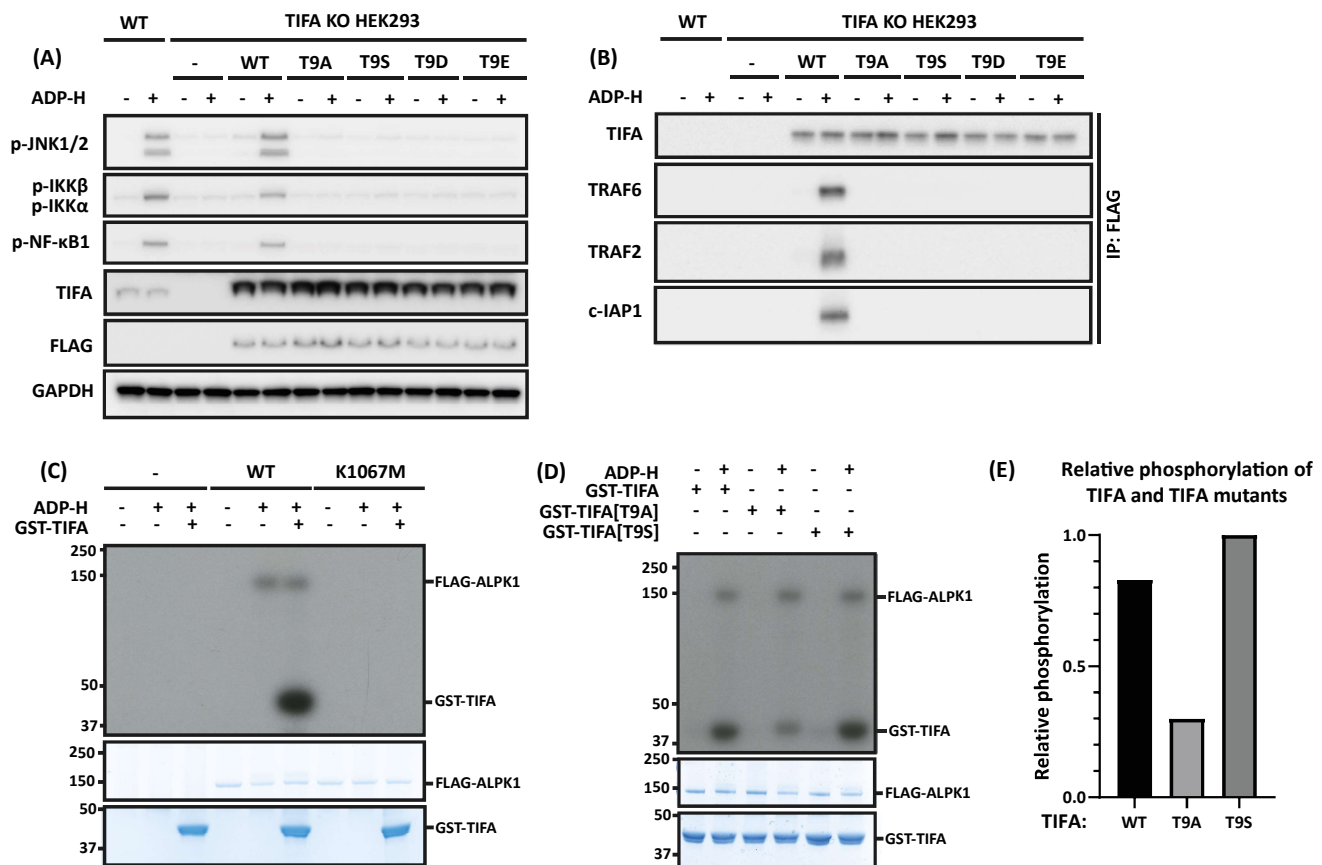 (A)
WT TIFA KO HEK293
- WT T9A T9S T9D T9E
ADP-H - + - + - + - + - + - + - +
p-JNK1/2
p-IKKβ
p-IKKα
p-NF-κB1
TIFA
FLAG
GAPDH
(B)
WT TIFA KO HEK293
- WT T9A T9S T9D T9E
ADP-H - + - + - + - + - + - + - +
TIFA
TRAF6
TRAF2
c-IAP1
IP: FLAG
(C)
- WT K1067M
ADP-H - + + - + + - + +
GST-TIFA - - + - - + - - +
250
150
50
37
FLAG-ALPK1
GST-TIFA
250
150
FLAG-ALPK1
50
37
GST-TIFA
(D)
ADP-H - + - + - +
GST-TIFA + + - - - -
GST-TIFA[T9A] - - + + - -
GST-TIFA[T9S] - - - - + +
250
150
50
37
FLAG-ALPK1
GST-TIFA
250
150
FLAG-ALPK1
50
37
GST-TIFA
(E)
Relative phosphorylation of
TIFA and TIFA mutants
Relative phosphorylation
1.0
0.5
0.0
TIFA: WT T9A T9S